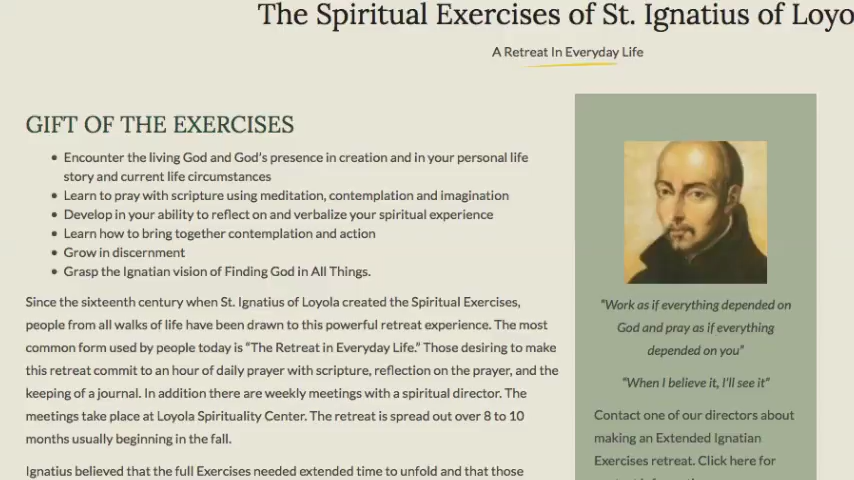 The Spiritual Exercises of St. Ignatius of Loyo
A Retreat In Everyday Life
GIFT OF THE EXERCISES
• Encounter the living God and God's presence in creation and in your personal life
story and current life circumstances
• Learn to pray with scripture using meditation, contemplation and imagination
• Develop in your ability to reflect on and verbalize your spiritual experience
• Learn how to bring together contemplation and action
• Grow in discernment
• Grasp the Ignatian vision of Finding God in All Things.
Since the sixteenth century when St. Ignatius of Loyola created the Spiritual Exercises,
people from all walks of life have been drawn to this powerful retreat experience. The most
common form used by people today is "The Retreat in Everyday Life." Those desiring to make
this retreat commit to an hour of daily prayer with scripture, reflection on the prayer, and the
keeping of a journal. In addition there are weekly meetings with a spiritual director. The
meetings take place at Loyola Spirituality Center. The retreat is spread out over 8 to 10
months usually beginning in the fall.
Ignatius believed that the full Exercises needed extended time to unfold and that those
"Work as if everything depended on
God and pray as if everything
depended on you"
"When I believe it, I'll see it"
Contact one of our directors about
making an Extended Ignatian
Exercises retreat. Click here for